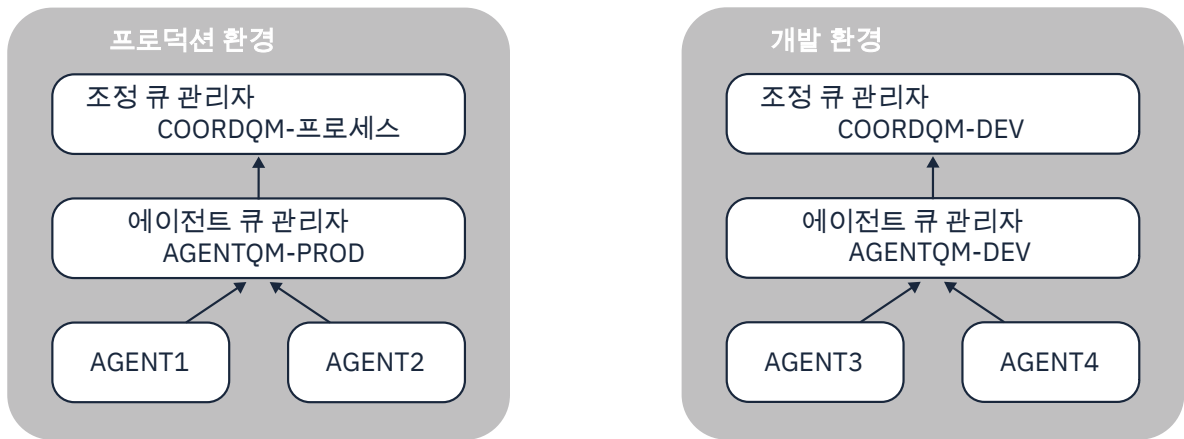 프로덕션 환경
조정 큐 관리자
COORDQM-프로세스
에이전트 큐 관리자
AGENTQM-PROD
AGENT1
AGENT2
개발 환경
조정 큐 관리자
COORDQM-DEV
에이전트 큐 관리자
AGENTQM-DEV
AGENT3
AGENT4